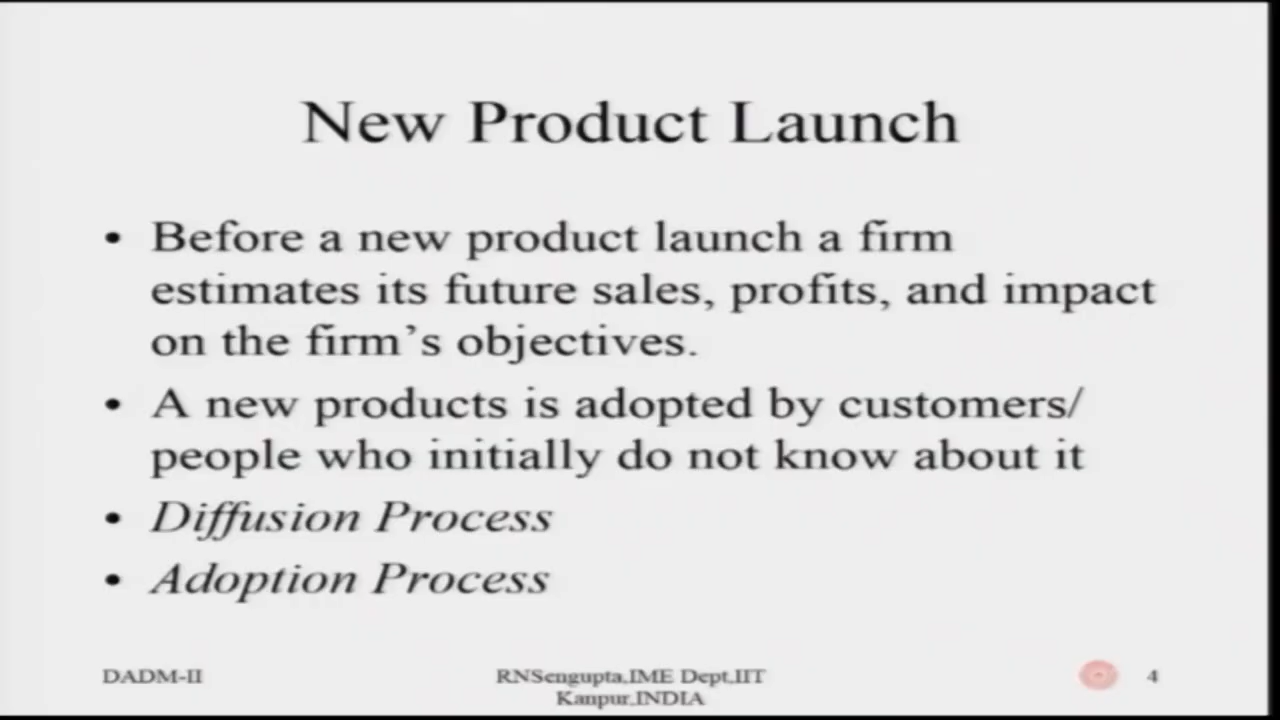 New Product Launch
• Before a new product launch a firm
estimates its future sales, profits, and impact
on the firm's objectives.
• A new products is adopted by customers/
people who initially do not know about it
• Diffusion Process
• Adoption Process
DADM-II
RNSengupta,IME Dept,IIT
Kanpur,INDIA
4